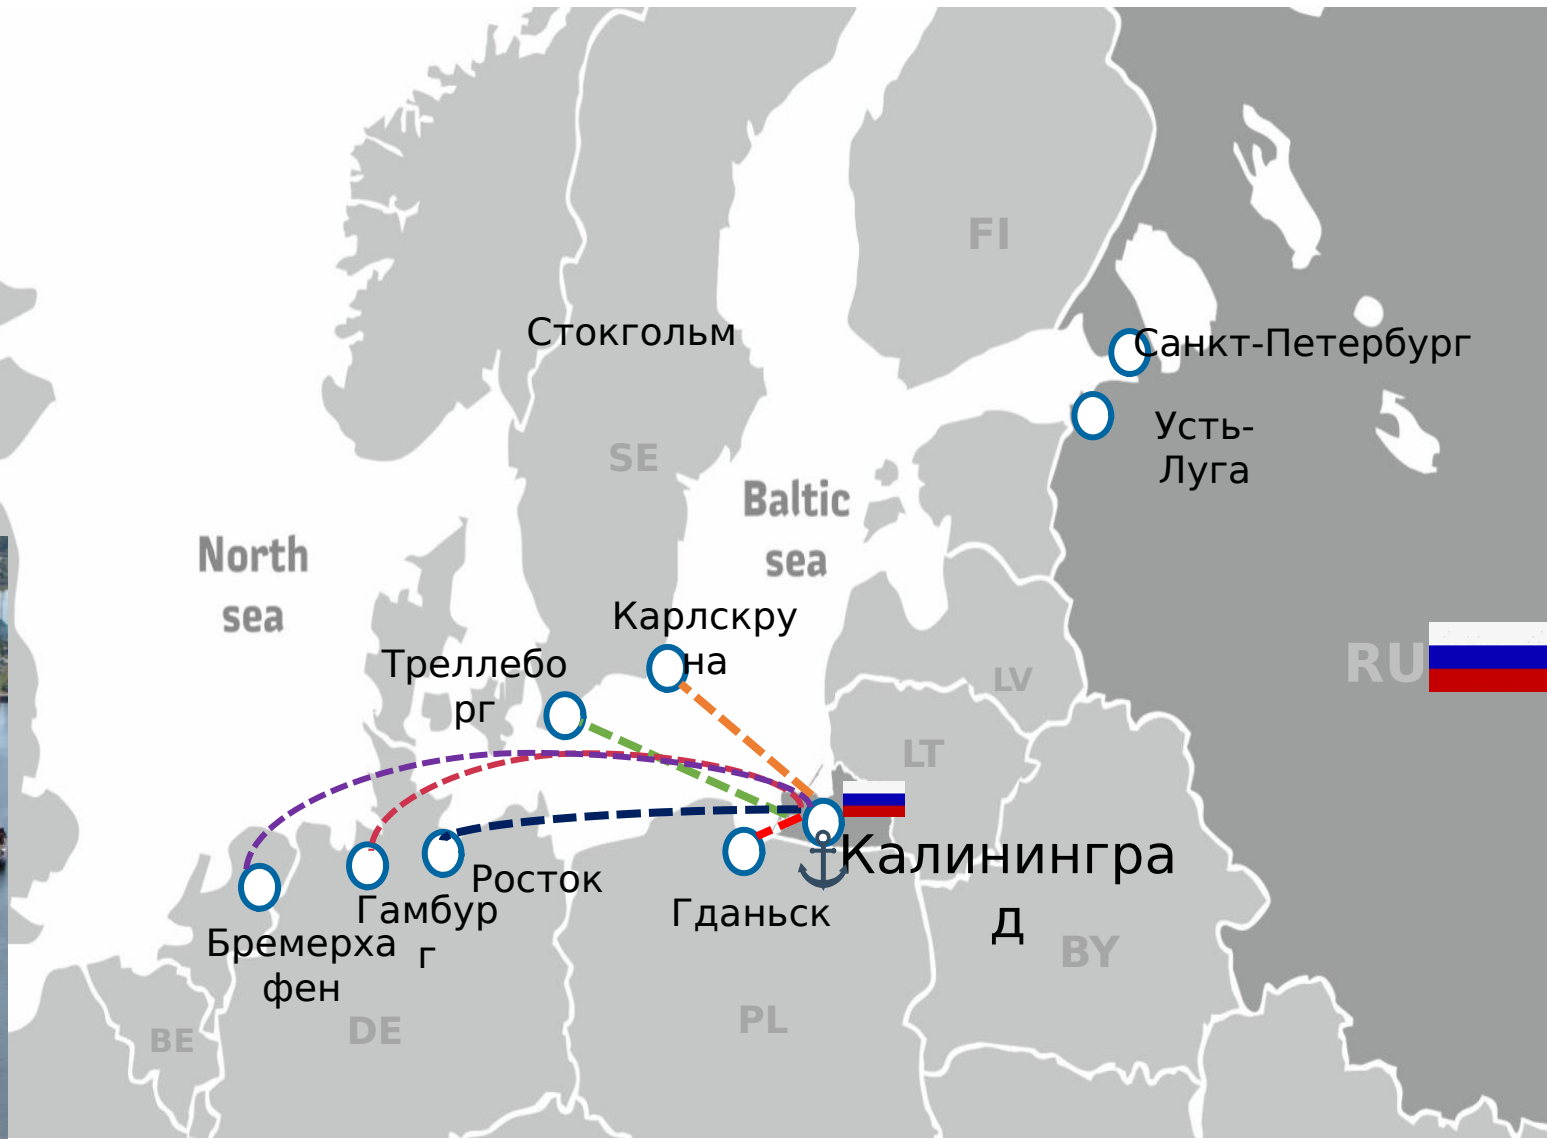 FI
Стокгольм
Санкт-Петербург
Усть-
Луга
SE
Baltic
sea
North
sea
Карлскру
на
Треллебо
рг
RU
LV
LT
Калинингра
д
Росток
Гамбур
г
Гданьск
Бремерха
фен
BY
PL
DE
BE